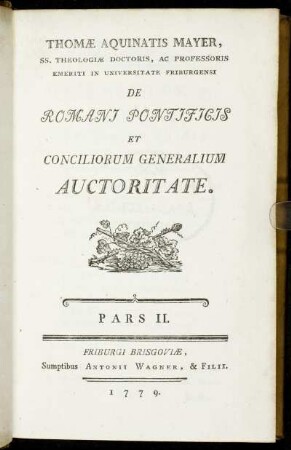 THOMÆ AQUINATIS MAYER,
SS. THEOLOGIÆ DOCTORIS, AC PROFESSORIS
EMERITI IN UNIVERSITATE FRIBURGENSI
DE
ROMANI PONTIFICIS
ET
CONCILIORUM GENERALIUM
AUCTORITATE.
PARS II.
FRIBURGI BRISGOVIÆ,
Sumptibus ANTONII WAGNER, & FILII.
1779.